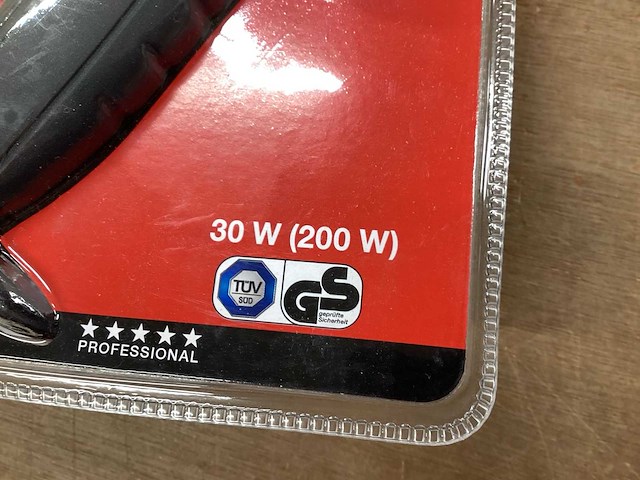 30 W (200 W)
TÜV
SÜD
GS
geprüfte
Sicherheit
★★★★★
PROFESSIONAL